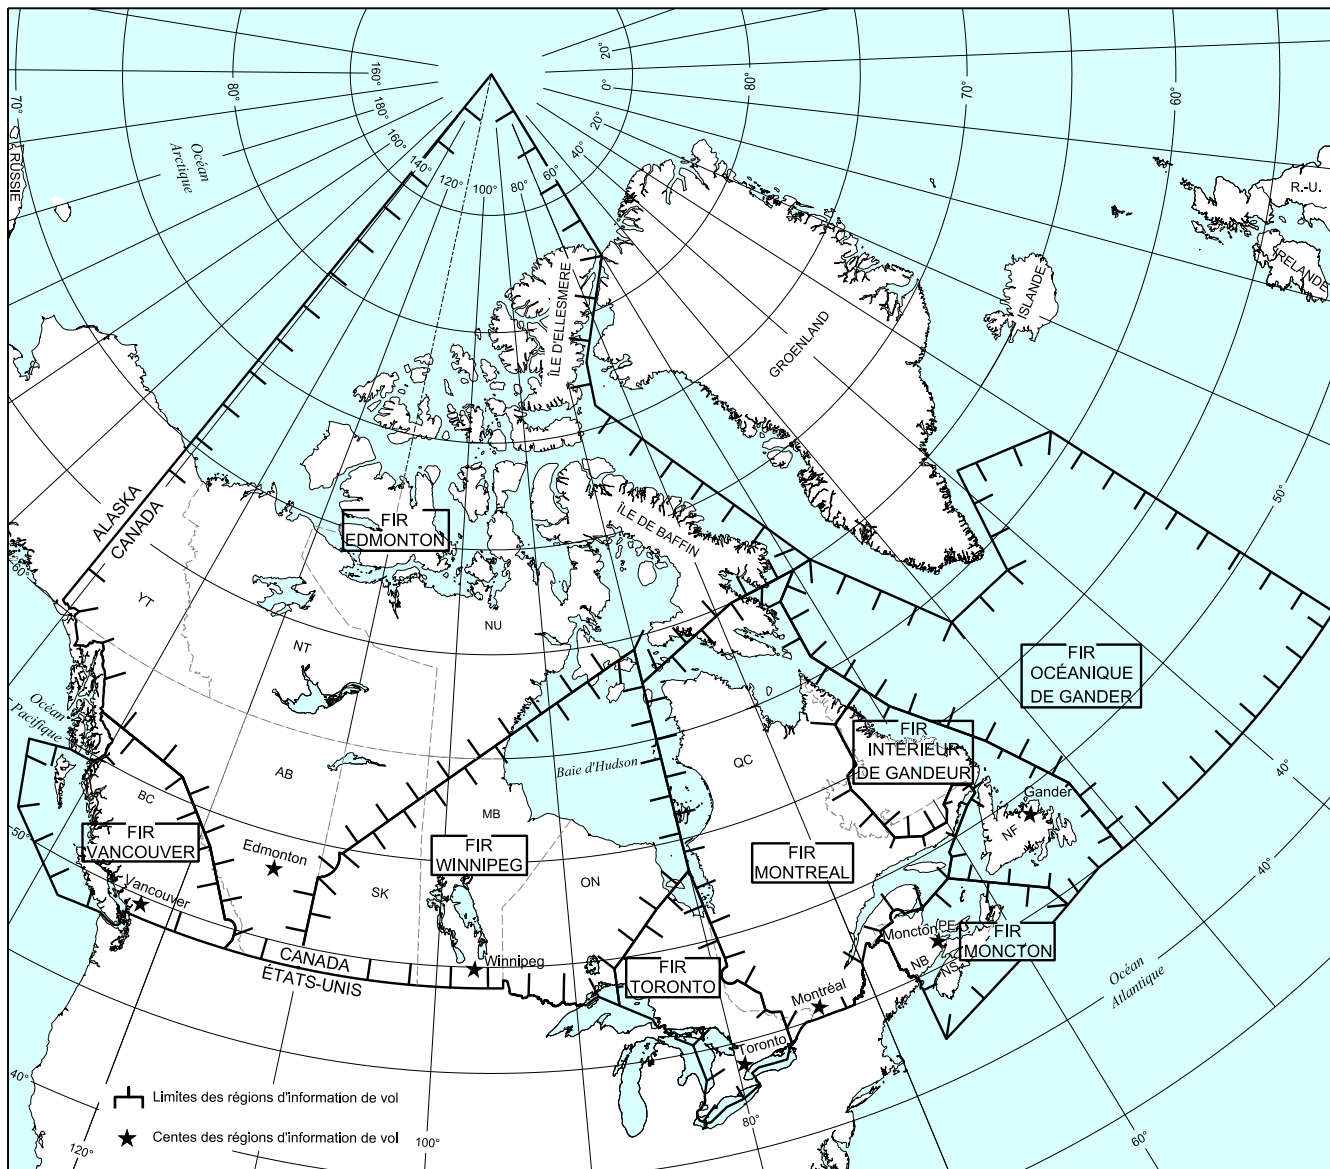 20°
0°
20°
40°
60°
80°
100°
120°
140°
160°
180°
160°
80°
70°
80°
70°
60°
50°
40°
40°
60°
80°
100°
120°
40°
50°
60°
RUSSIE
Océan
Arctique
R.-U.
IRELANDE
ISLANDE
GROENLAND
ÎLE D'ELLESMERE
ÎLE DE BAFFIN
ALASKA
CANADA
FIR
EDMONTON
YT
NT
NU
Océan
Pacifique
Baie d'Hudson
FIR
OCÉANIQUE
DE GANDER
FIR
INTÉRIEUR
DE GANDEUR
QC
AB
BC
MB
SK
ON
NF
Gander
FIR
VANCOUVER
Edmonton
Vancouver
FIR
WINNIPEG
Winnipeg
FIR
MONTREAL
Moncton
PE
NB
NS
FIR
MONCTON
FIR
TORONTO
Montréal
Toronto
CANADA
ÉTATS-UNIS
Océan
Atlantique
Limites des régions d'information de vol
Centes des régions d'information de vol